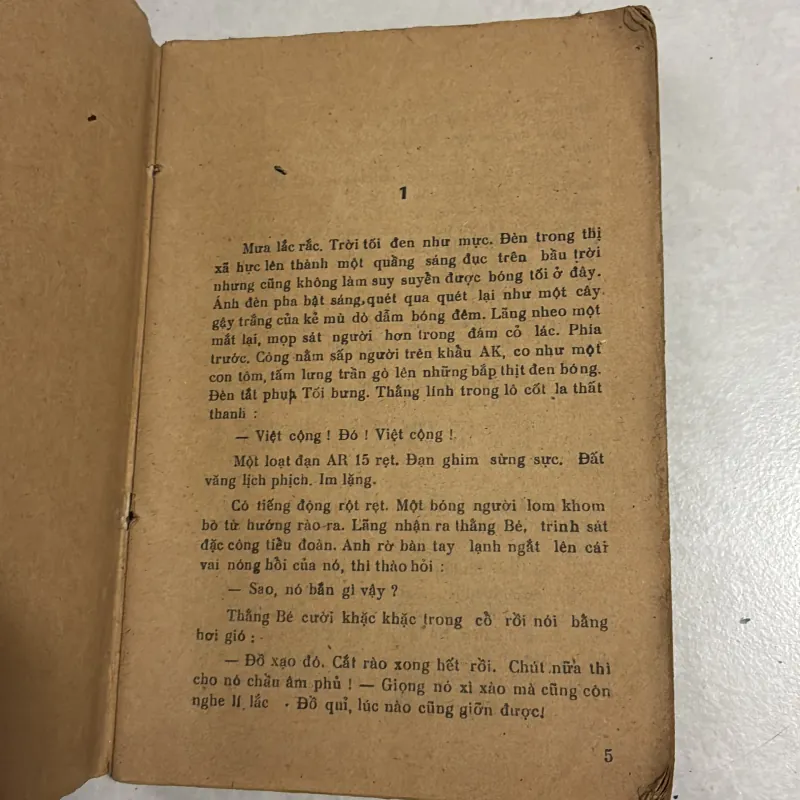 1
Mưa lắc rắc. Trời tối đen như mực. Đèn trong thị
xã hực lên thành một quầng sáng đục trên bầu trời
nhưng cũng không làm suy suyển được bóng tối ở đây.
Ánh đèn pha bật sáng, quét qua quét lại như một cây
gậy trắng của kẻ mù dò dẫm bóng đêm. Lãng nheo một
mắt lại, mọp sát người hơn trong đám cỏ lác. Phía
trước. Công nằm sấp người trên khẩu AK, co như một
con tôm, tấm lưng trần gò lên những bắp thịt đen bóng.
Đèn tắt phụp Tối bưng. Thằng lính trong lô cốt la thất
thanh :
— Việt cộng ! Đó ! Việt cộng !
Một loạt đạn AR 15 rẹt. Đạn ghim sừng sực. Đất
văng lịch phịch. Im lặng.
Có tiếng động rột rẹt. Một bóng người lom khom
bò từ hướng rào ra. Lãng nhận ra thằng Bé, trinh sát
đặc công tiểu đoàn. Anh rờ bàn tay lạnh ngắt lên cái
vai nóng hổi của nó, thì thào hỏi :
— Sao, nó bắn gì vậy ?
Thằng Bé cười khặc khặc trong cổ rồi nói bằng
hơi gió :
— Đồ xạo đó. Cắt rào xong hết rồi. Chút nữa thì
cho nó chầu âm phủ ! — Giọng nó xì xào mà cũng còn
nghe lí lắc - Đồ quỉ, lúc nào cũng giỡn được!
5